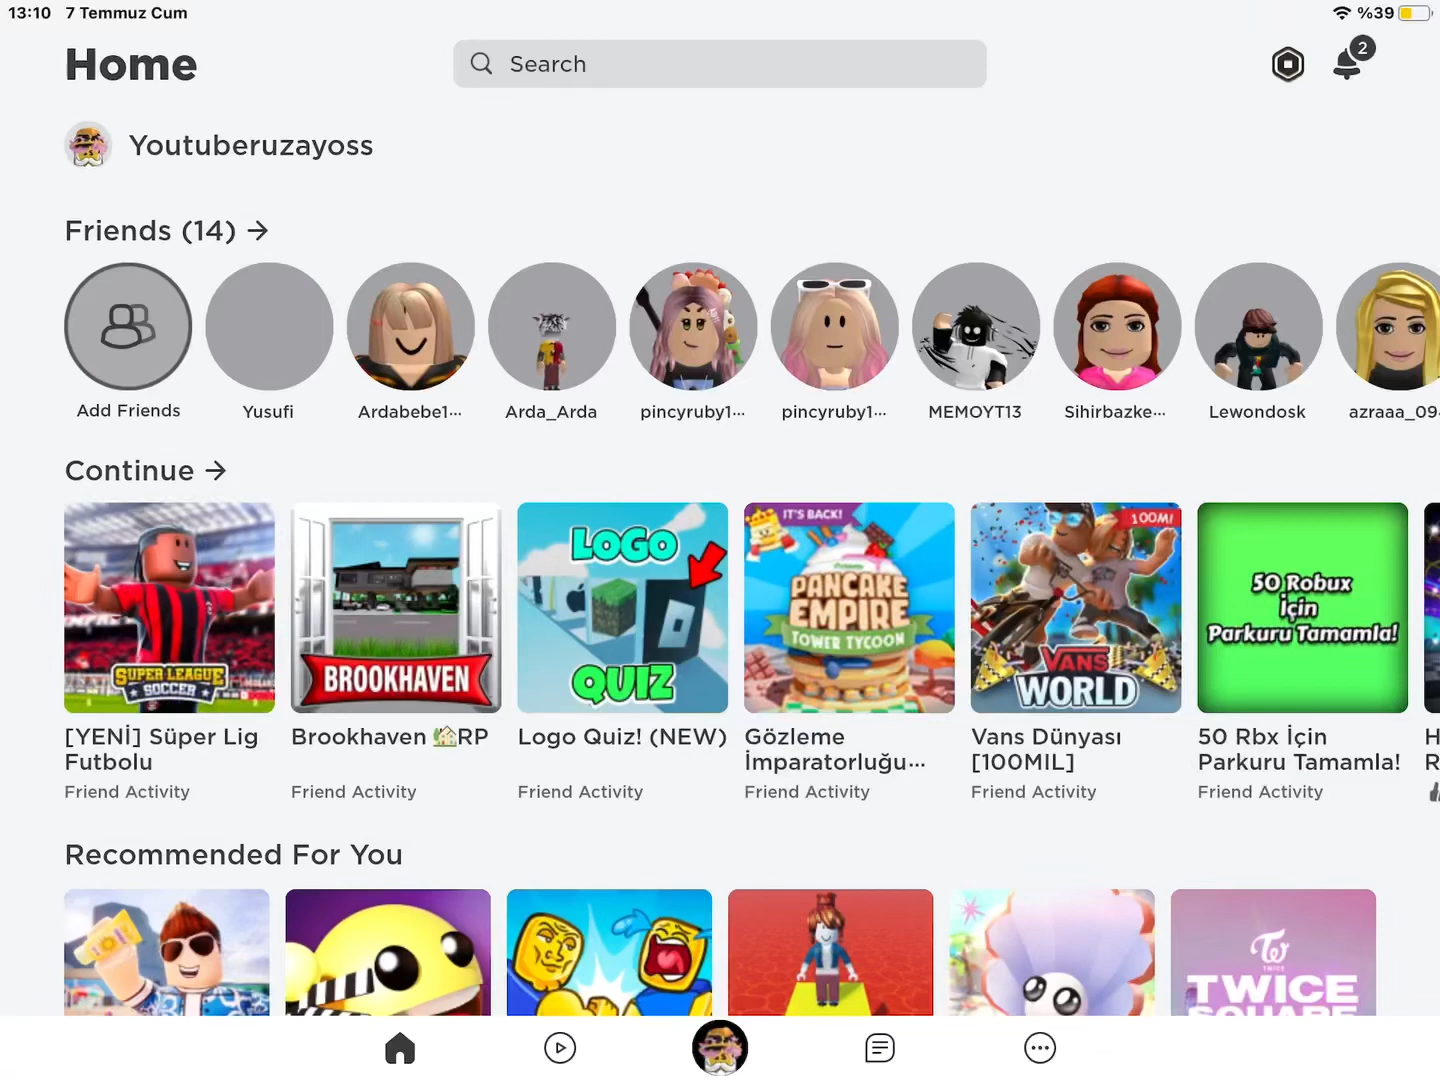 13:10 7 Temmuz Cum %39
Home
Search
2
Youtuberuzayoss
Friends (14) →
Add Friends
Yusufi
Ardabebe1...
Arda_Arda
pincyruby1...
pincyruby1...
MEMOYT13
Sihirbazke...
Lewondosk
azraaa_09
Continue →
SUPER LEAGUE
SOCCER
BROOKHAVEN
LOGO
QUIZ
IT'S BACK!
PANCAKE
EMPIRE
TOWER TYCOON
100M!
VANS
WORLD
50 Robux
İçin
Parkuru Tamamla!
[YENİ] Süper Lig
Futbolu
Friend Activity
Brookhaven 🏡RP
Friend Activity
Logo Quiz! (NEW)
Friend Activity
Gözleme
İmparatorluğu...
Friend Activity
Vans Dünyası
[100MIL]
Friend Activity
50 Rbx İçin
Parkuru Tamamla!
Friend Activity
H
R
Recommended For You
TWICE
TWICE
SQUARE